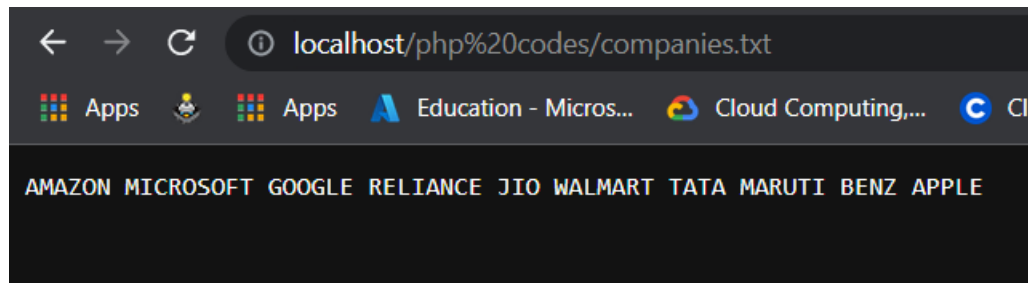 localhost/php%20codes/companies.txt
Apps Apps Education - Micros... Cloud Computing,... C Cl
AMAZON MICROSOFT GOOGLE RELIANCE JIO WALMART TATA MARUTI BENZ APPLE